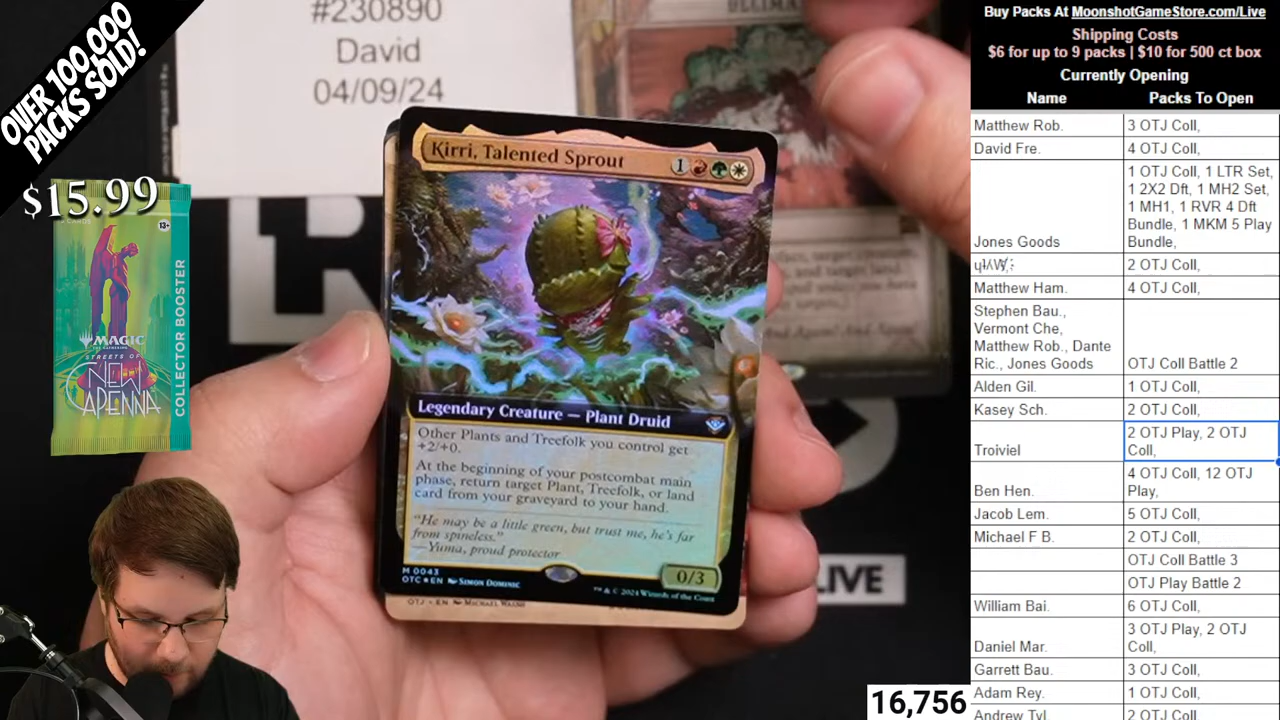 OVER 100,000
PACKS SOLD!
$15.99
13+
MAGIC
STREETS OF
NEW
CAPENNA
COLLECTOR BOOSTER
#230890
David
04/09/24
Kirri, Talented Sprout
1
Legendary Creature — Plant Druid
Other Plants and Treefolk you control get
+2/+0.
At the beginning of your postcombat main
phase, return target Plant, Treefolk, or land
card from your graveyard to your hand.
"He may be a little green, but trust me, he's far
from spineless."
—Yuma, proud protector
M 0043
OTC EN SIMON DOMINIC
™ & © 2024 Wizards of the Coast
0/3
LIVE
16,756
Buy Packs At MoonshotGameStore.com/Live
Shipping Costs
$6 for up to 9 packs | $10 for 500 ct box
Currently Opening
Name Packs To Open
Matthew Rob. 3 OTJ Coll,
David Fre. 4 OTJ Coll,
1 OTJ Coll, 1 LTR Set,
1 2X2 Dft, 1 MH2 Set,
1 MH1, 1 RVR 4 Dft
Bundle, 1 MKM 5 Play
Jones Goods Bundle,
2 OTJ Coll,
Matthew Ham. 4 OTJ Coll,
Stephen Bau.,
Vermont Che,
Matthew Rob., Dante
Ric., Jones Goods OTJ Coll Battle 2
Alden Gil. 1 OTJ Coll,
Kasey Sch. 2 OTJ Coll,
2 OTJ Play, 2 OTJ
Troiviel Coll,
4 OTJ Coll, 12 OTJ
Ben Hen. Play,
Jacob Lem. 5 OTJ Coll,
Michael F B. 2 OTJ Coll,
OTJ Coll Battle 3
OTJ Play Battle 2
William Bai. 6 OTJ Coll,
3 OTJ Play, 2 OTJ
Daniel Mar. Coll,
Garrett Bau. 3 OTJ Coll,
Adam Rey. 1 OTJ Coll,
Andrew Tyl. 2 OTJ Coll,